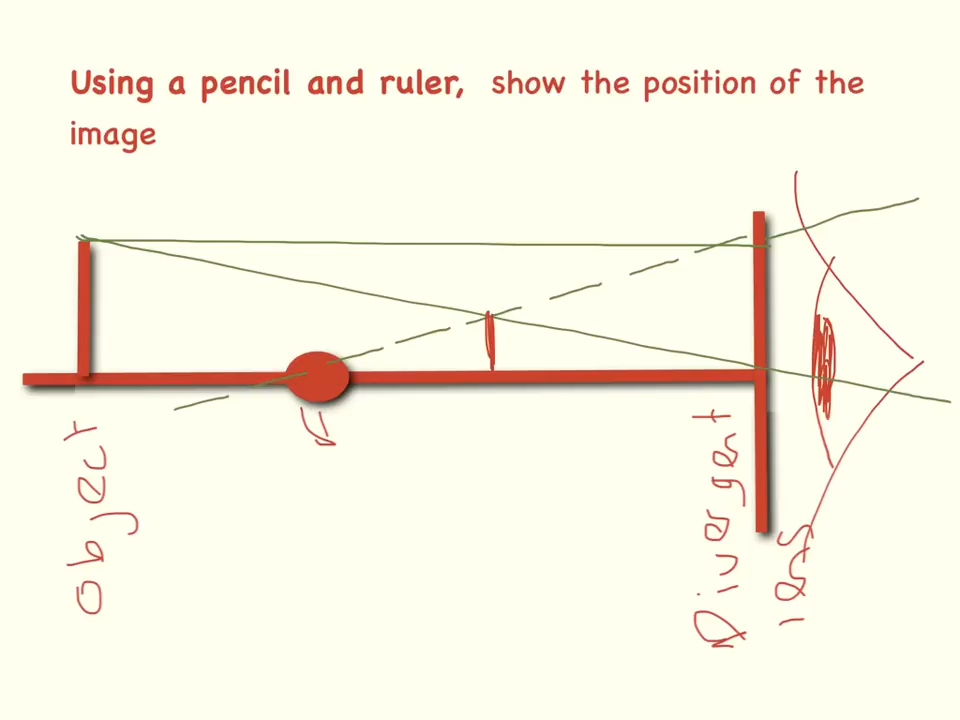 Using a pencil and ruler, show the position of the
image
object
F
Divergent
lens